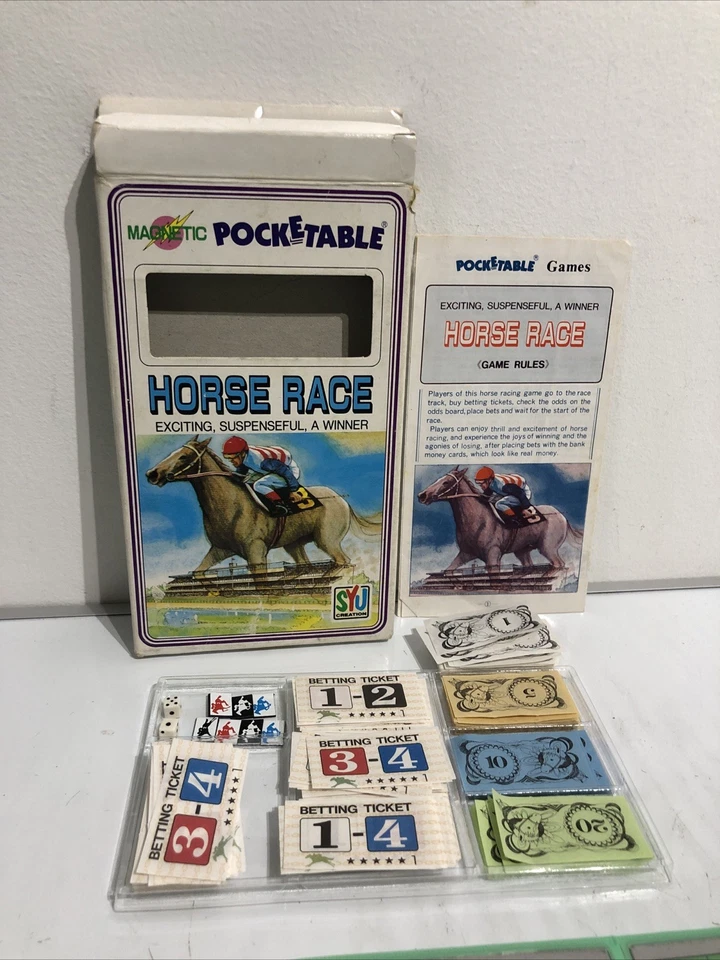 MAGNETIC POCKETABLE®
HORSE RACE
EXCITING, SUSPENSEFUL, A WINNER
3
SYU
CREATION
POCKETABLE® Games
EXCITING, SUSPENSEFUL, A WINNER
HORSE RACE
《GAME RULES》
Players of this horse racing game go to the race
track, buy betting tickets, check the odds on the
odds board, place bets and wait for the start of the
race.
Players can enjoy thrill and excitement of horse
racing, and experience the joys of winning and the
agonies of losing, after placing bets with the bank
money cards, which look like real money.
3
1
5
10
20
BETTING TICKET
1-2
★★★★★1
BETTING TICKET
3-4
★★★★★1
BETTING TICKET
1-4
★★★★★1
BETTING TICKET
3-4